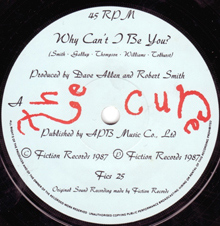 45 RPM
Why Can't I Be You?
(Smith - Gallup - Thompson - Williams - Tolhurst)
Produced by Dave Allen and Robert Smith
A
the cure
Published by APB Music Co., Ltd
Ⓟ Fiction Records 1987 © Fiction Records 1987
Fics 25
Original Sound Recording made by Fiction Records